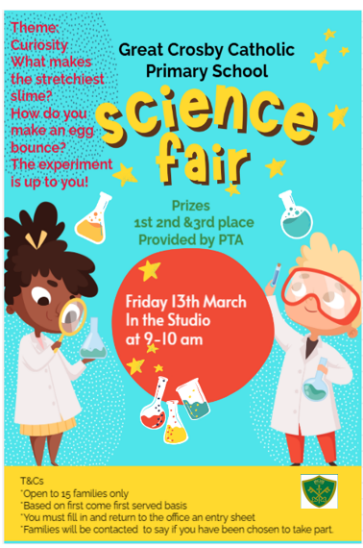 Theme:
Curiosity
What makes
the stretchiest
slime?
How do you
make an egg
bounce?
The experiment
is up to you!
Great Crosby Catholic
Primary School
science
fair
Prizes
1st 2nd &3rd place
Provided by PTA
Friday 13th March
In the Studio
at 9-10 am
T&Cs
*Open to 15 families only
*Based on first come first served basis
*You must fill in and return to the office an entry sheet
*Families will be contacted to say if you have been chosen to take part.